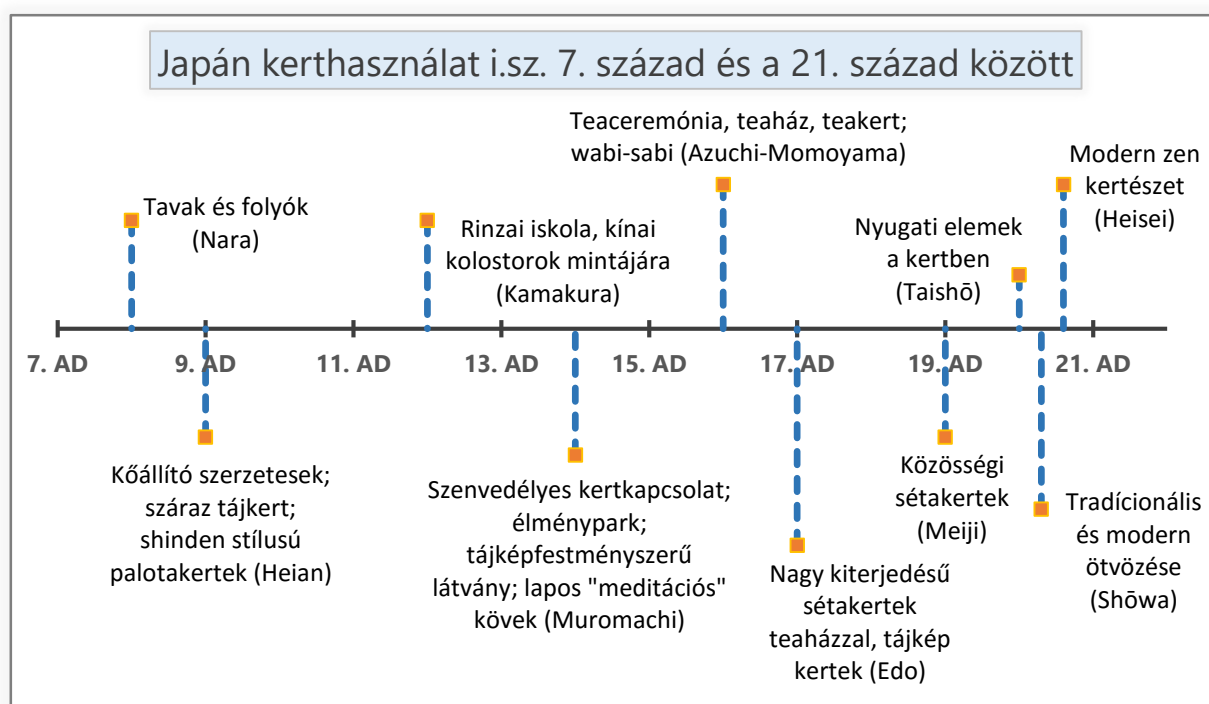 Japán kerthasználat i.sz. 7. század és a 21. század között
Teaceremónia, teaház, teakert;
wabi-sabi (Azuchi-Momoyama)
Modern zen
kertészet
(Heisei)
Tavak és folyók
(Nara)
Rinzai iskola, kínai
kolostorok mintájára
(Kamakura)
Nyugati elemek
a kertben
(Taishō)
7. AD
9. AD
11. AD
13. AD
15. AD
17. AD
19. AD
21. AD
Kőállító szerzetesek;
száraz tájkert;
shinden stílusú
palotakertek (Heian)
Szenvedélyes kertkapcsolat;
élménypark;
tájképfestményszerű
látvány; lapos "meditációs"
kövek (Muromachi)
Nagy kiterjedésű
sétakertek
teaházzal, tájkép
kertek (Edo)
Közösségi
sétakertek
(Meiji)
Tradícionális
és modern
ötvözése
(Shōwa)